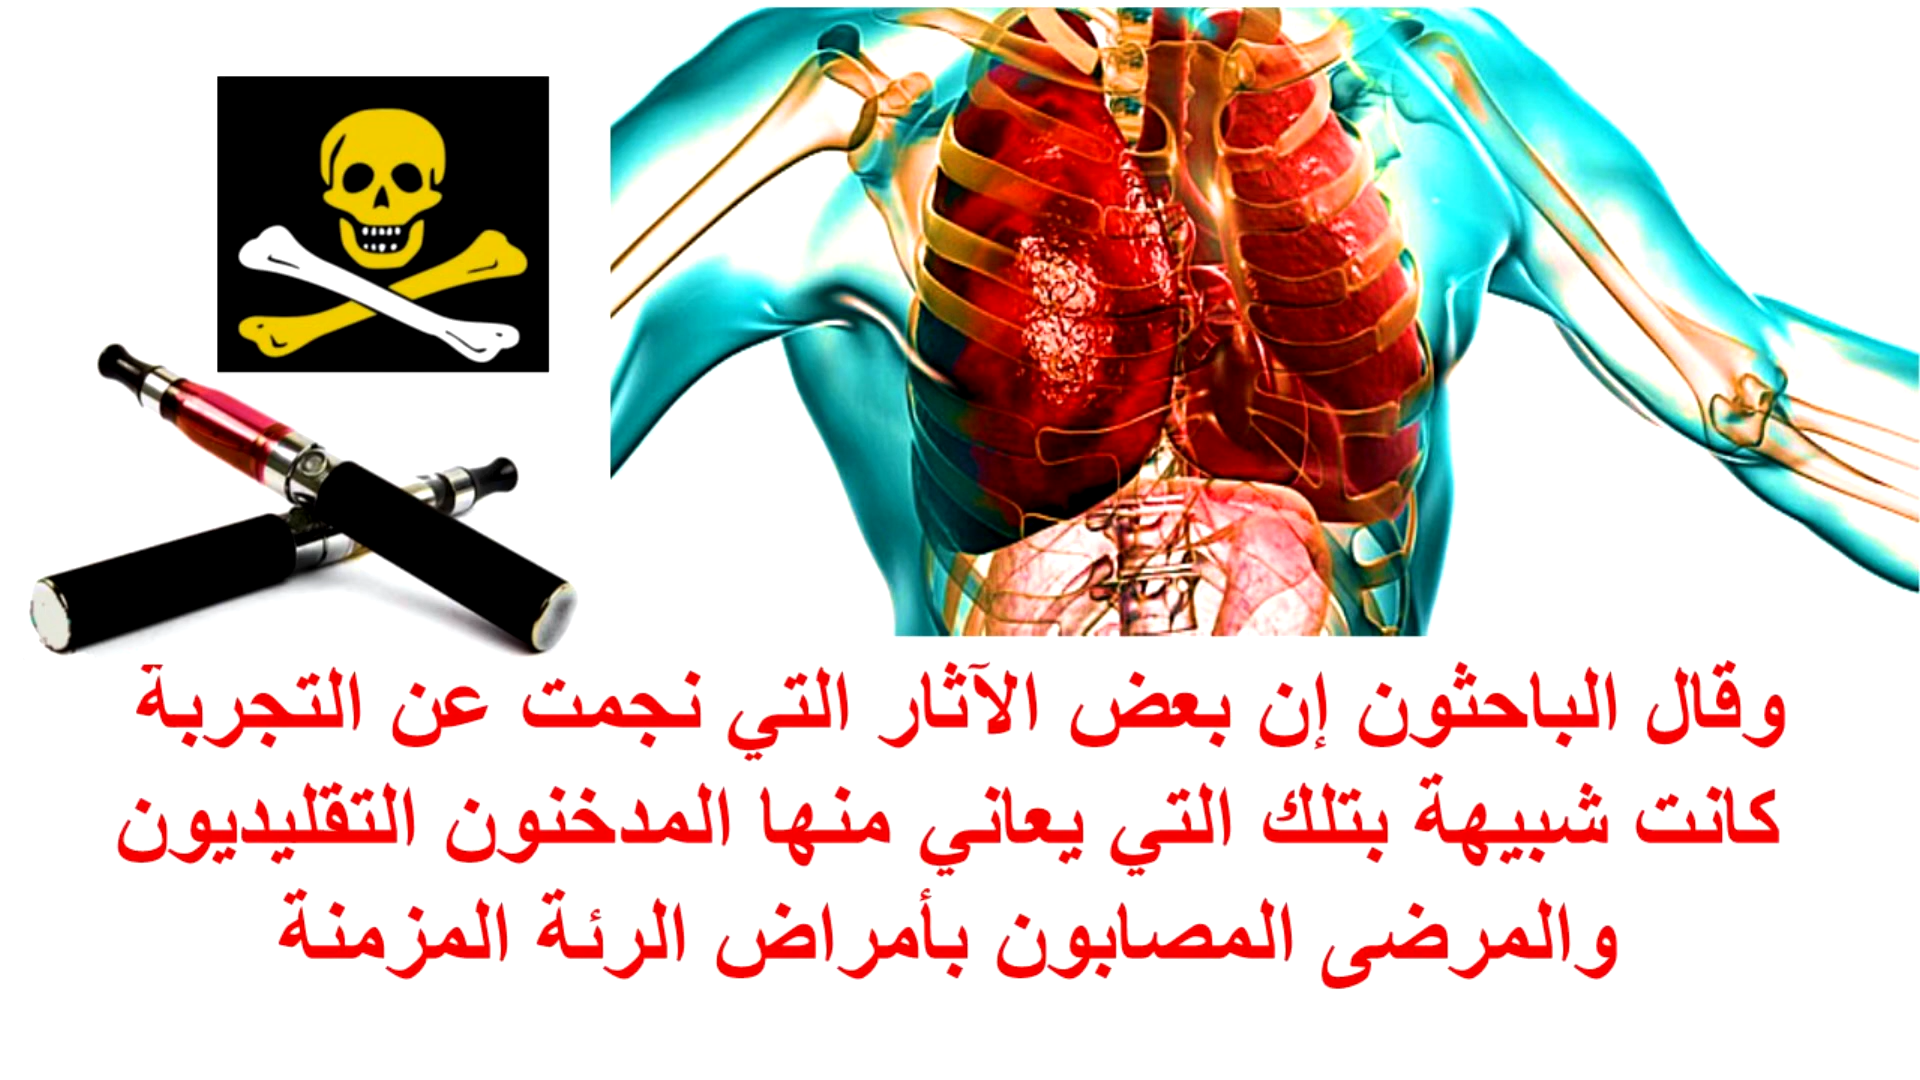 وقال الباحثون إن بعض الآثار التي نجمت عن التجربة
كانت شبيهة بتلك التي يعاني منها المدخنون التقليديون
والمرضى المصابون بأمراض الرئة المزمنة